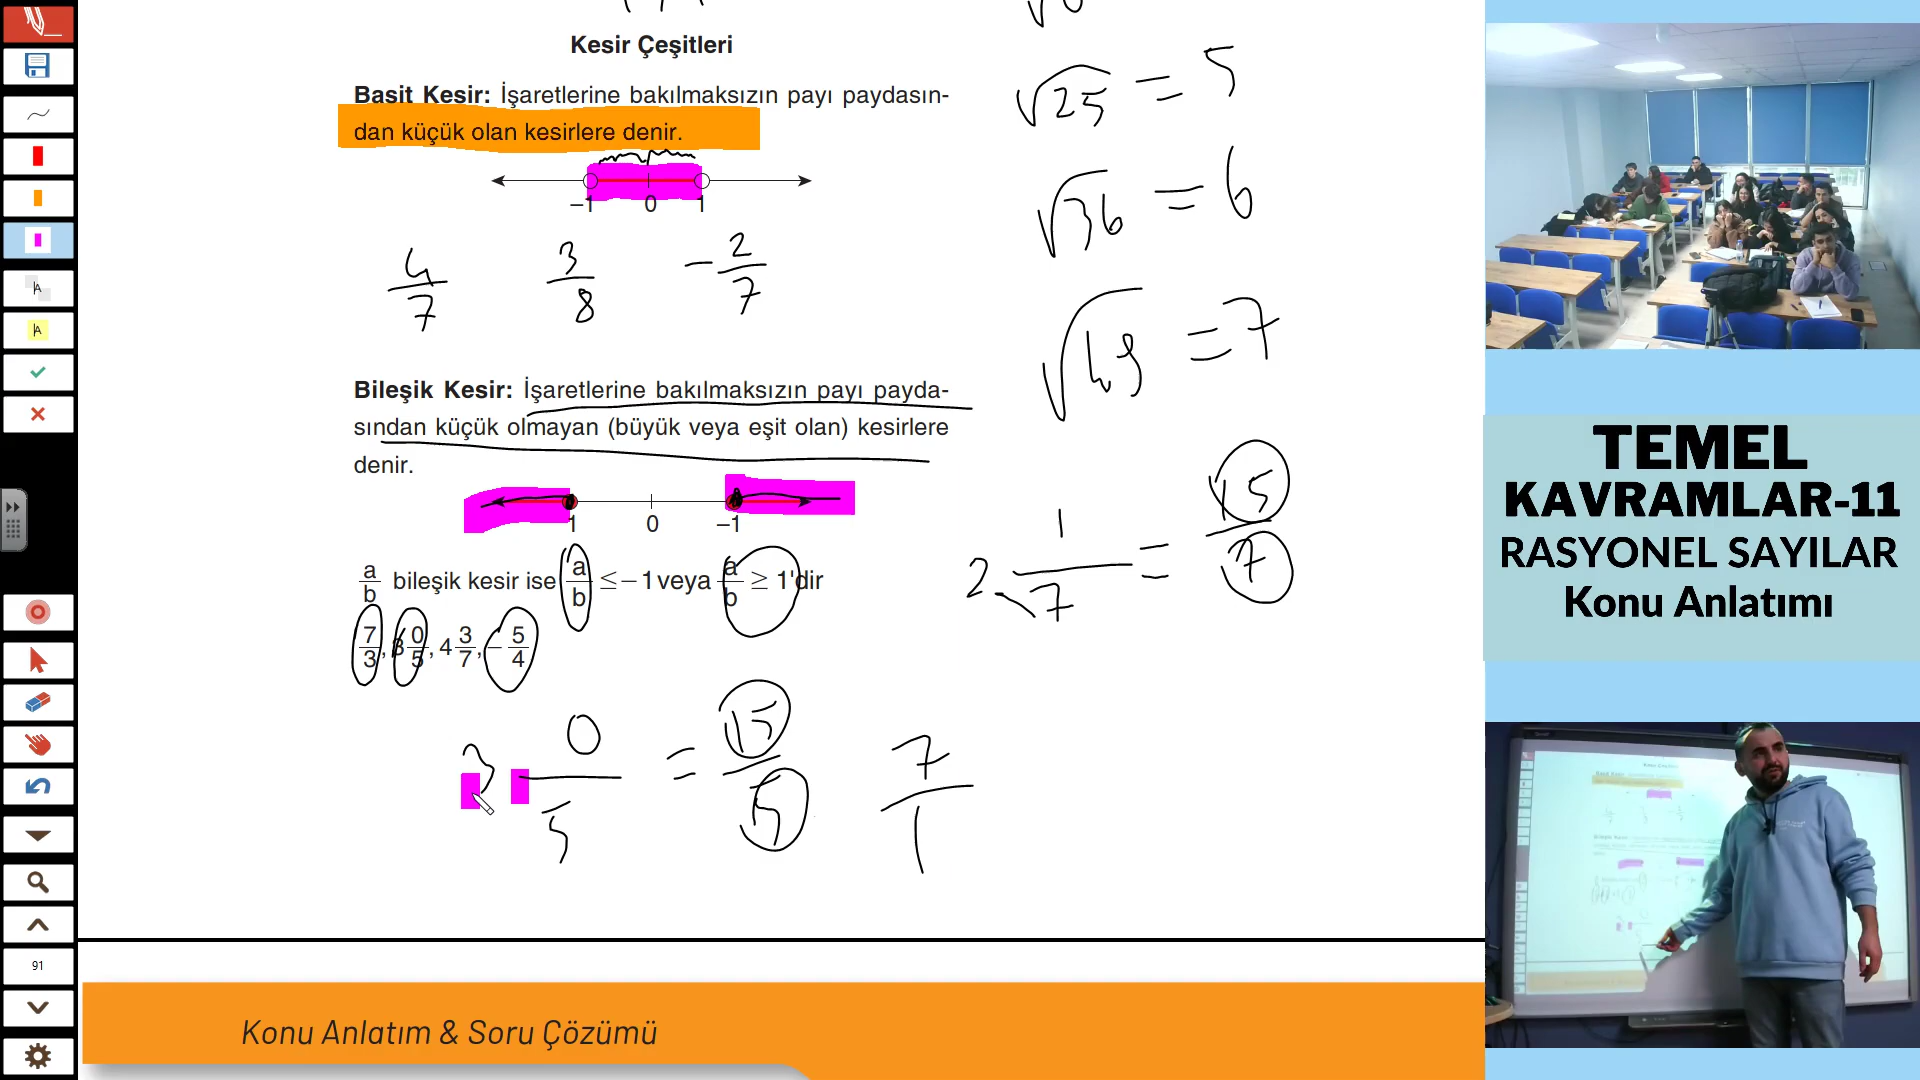 Kesir Çeşitleri
Basit Kesir: İşaretlerine bakılmaksızın payı paydasın-
dan küçük olan kesirlere denir.
−1 0 1
4/7 3/8 −2/7
Bileşik Kesir: İşaretlerine bakılmaksızın payı payda-
sından küçük olmayan (büyük veya eşit olan) kesirlere
denir.
1 0 −1
a/b bileşik kesir ise a/b ≤ −1 veya a/b ≥ 1'dir
7/3, 3 0/5, 4 3/7, −5/4
3 0/5 = 15/5 7/1
√25 = 5
√36 = 6
√49 = 7
2 1/7 = 15/7
91
Konu Anlatım & Soru Çözümü
TEMEL
KAVRAMLAR-11
RASYONEL SAYILAR
Konu Anlatımı